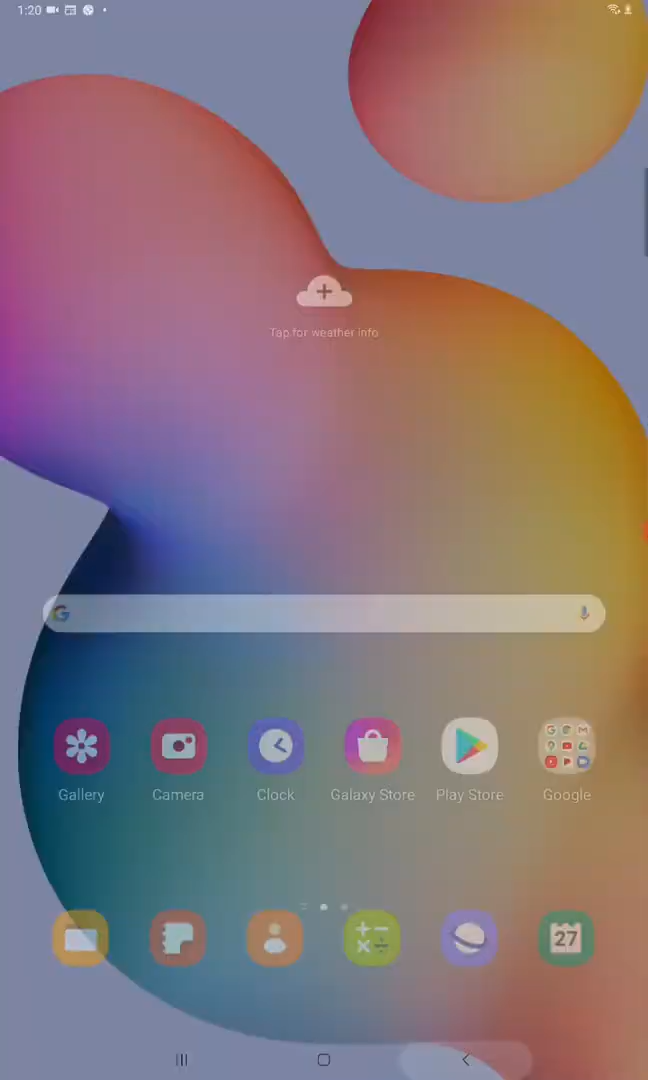 1:20
Tap for weather info
Gallery
Camera
Clock
Galaxy Store
Play Store
Google
27